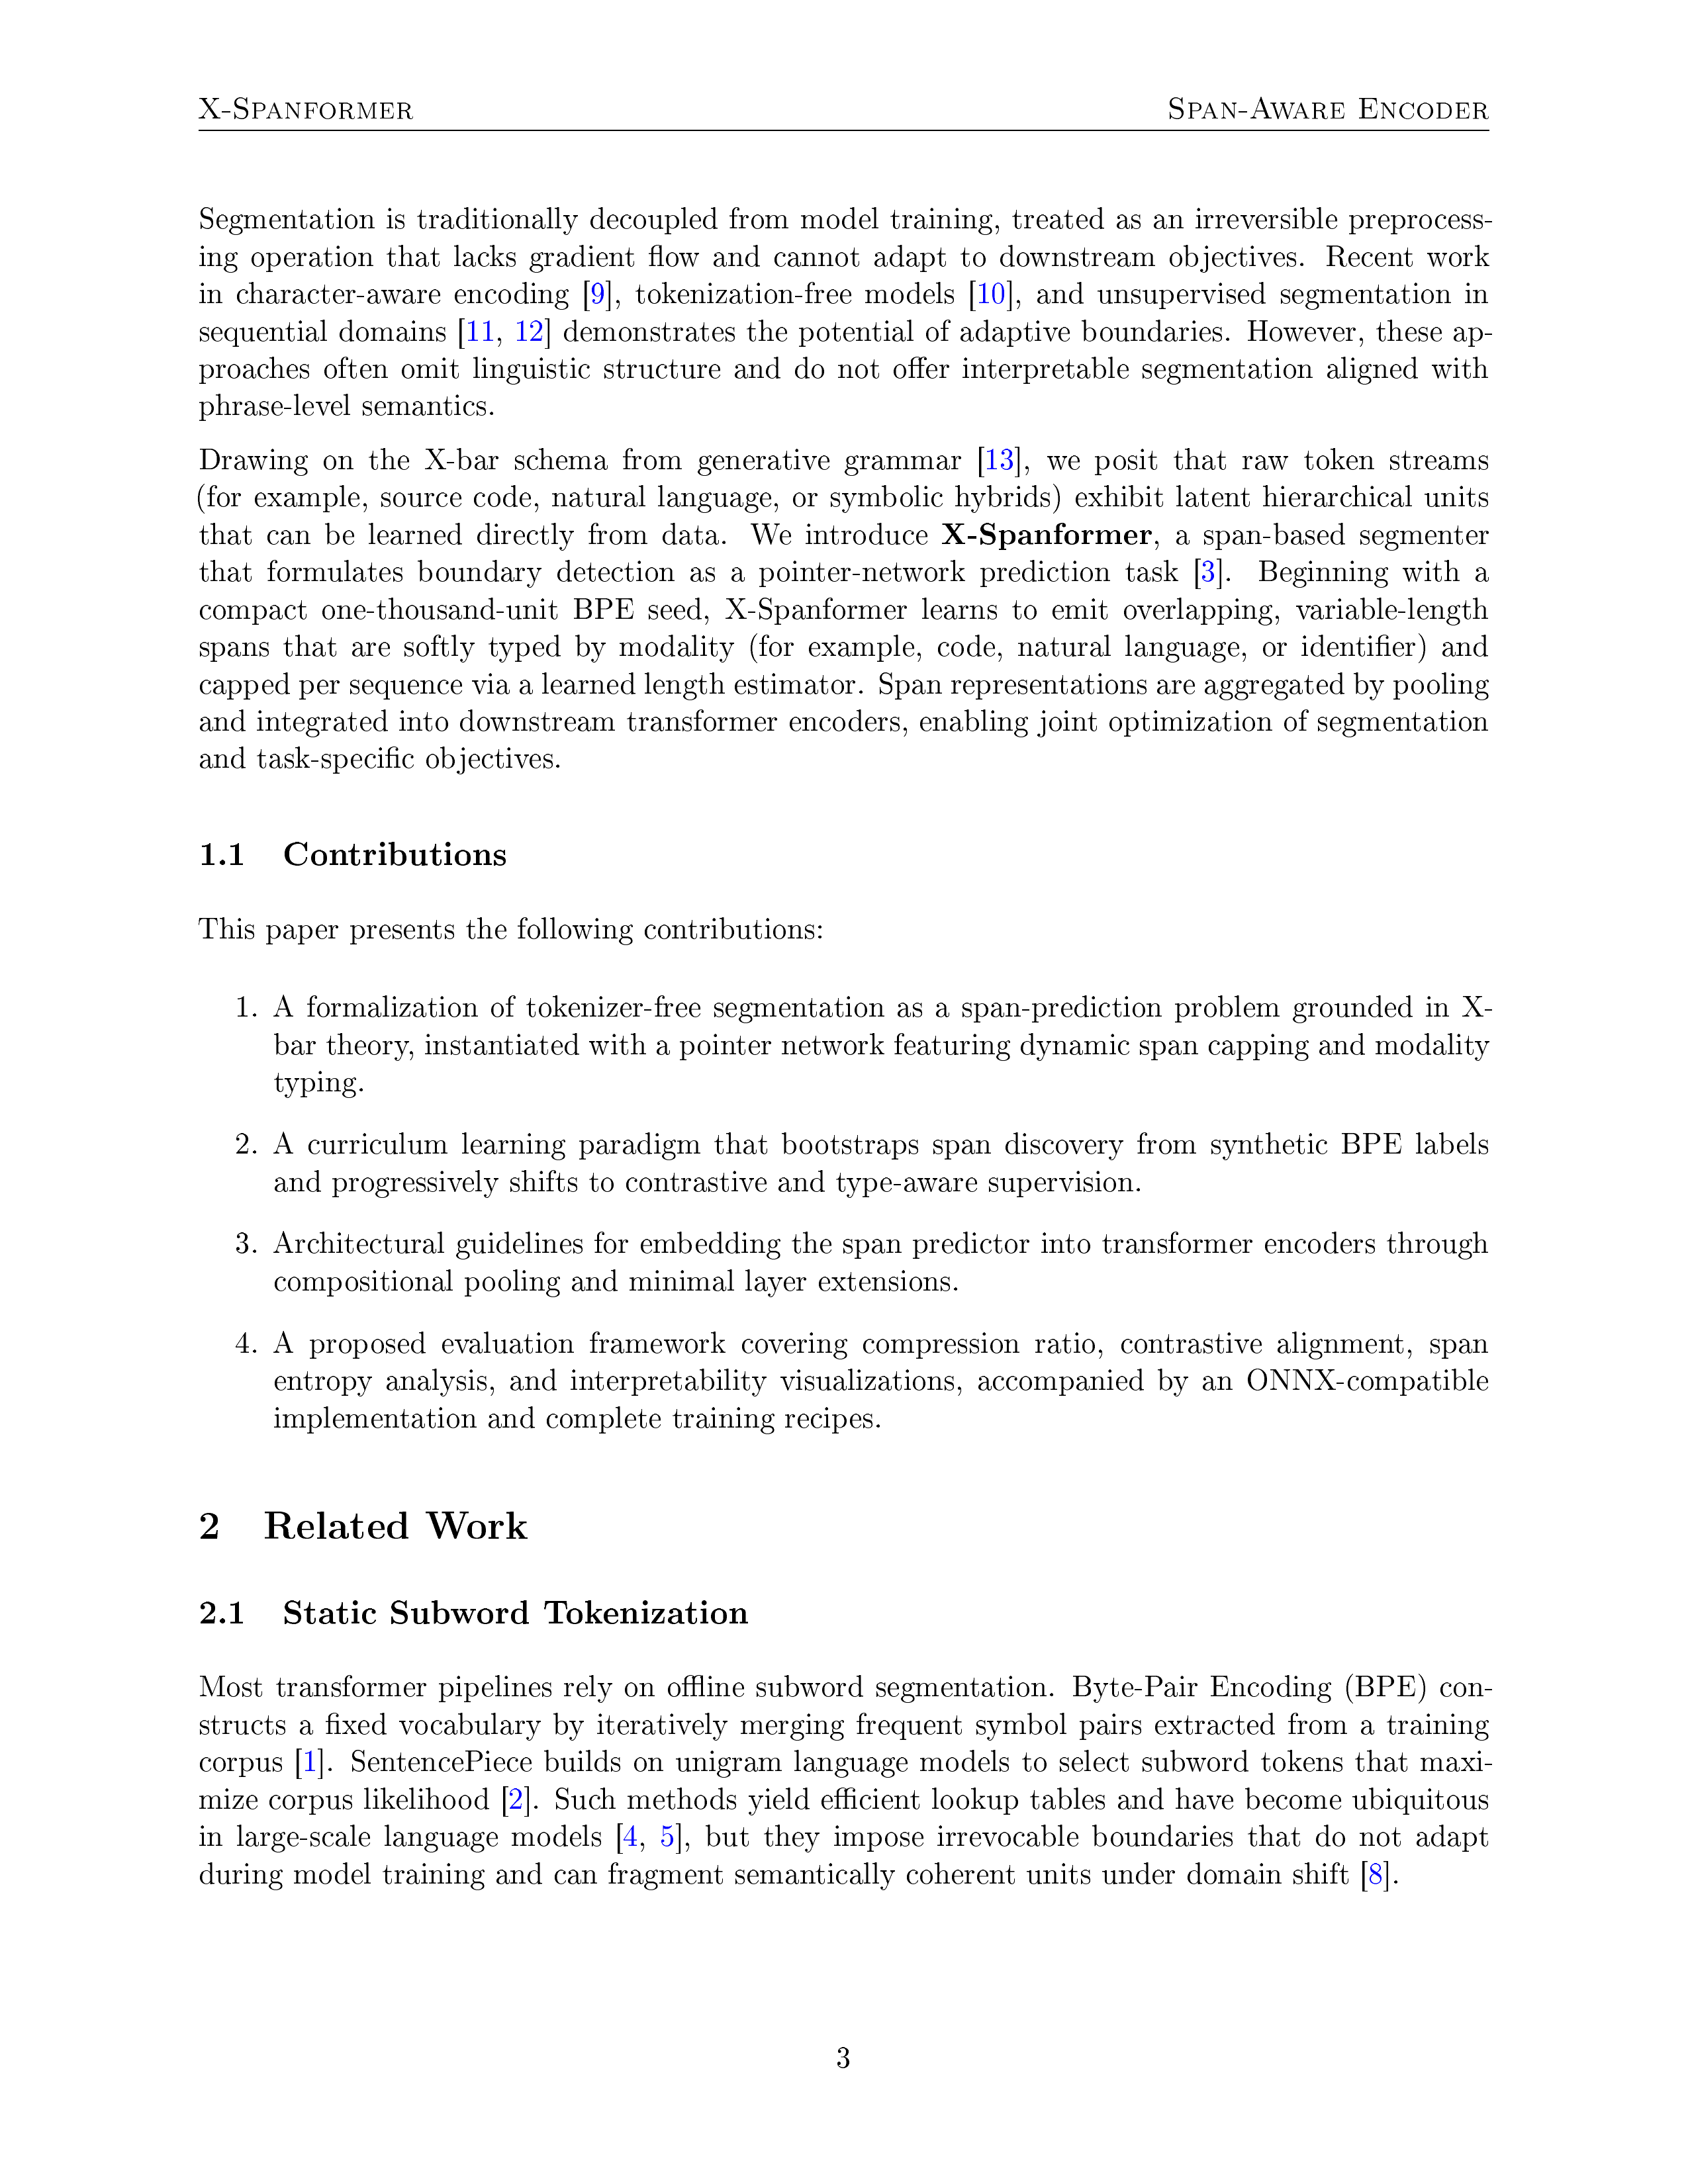 X-Spanformer Span-Aware Encoder
Segmentation is traditionally decoupled from model training, treated as an irreversible preprocess-
ing operation that lacks gradient flow and cannot adapt to downstream objectives. Recent work
in character-aware encoding [9], tokenization-free models [10], and unsupervised segmentation in
sequential domains [11, 12] demonstrates the potential of adaptive boundaries. However, these ap-
proaches often omit linguistic structure and do not offer interpretable segmentation aligned with
phrase-level semantics.
Drawing on the X-bar schema from generative grammar [13], we posit that raw token streams
(for example, source code, natural language, or symbolic hybrids) exhibit latent hierarchical units
that can be learned directly from data. We introduce X-Spanformer, a span-based segmenter
that formulates boundary detection as a pointer-network prediction task [3]. Beginning with a
compact one-thousand-unit BPE seed, X-Spanformer learns to emit overlapping, variable-length
spans that are softly typed by modality (for example, code, natural language, or identifier) and
capped per sequence via a learned length estimator. Span representations are aggregated by pooling
and integrated into downstream transformer encoders, enabling joint optimization of segmentation
and task-specific objectives.
1.1 Contributions
This paper presents the following contributions:
1. A formalization of tokenizer-free segmentation as a span-prediction problem grounded in X-
bar theory, instantiated with a pointer network featuring dynamic span capping and modality
typing.
2. A curriculum learning paradigm that bootstraps span discovery from synthetic BPE labels
and progressively shifts to contrastive and type-aware supervision.
3. Architectural guidelines for embedding the span predictor into transformer encoders through
compositional pooling and minimal layer extensions.
4. A proposed evaluation framework covering compression ratio, contrastive alignment, span
entropy analysis, and interpretability visualizations, accompanied by an ONNX-compatible
implementation and complete training recipes.
2 Related Work
2.1 Static Subword Tokenization
Most transformer pipelines rely on offline subword segmentation. Byte-Pair Encoding (BPE) con-
structs a fixed vocabulary by iteratively merging frequent symbol pairs extracted from a training
corpus [1]. SentencePiece builds on unigram language models to select subword tokens that maxi-
mize corpus likelihood [2]. Such methods yield efficient lookup tables and have become ubiquitous
in large-scale language models [4, 5], but they impose irrevocable boundaries that do not adapt
during model training and can fragment semantically coherent units under domain shift [8].
3